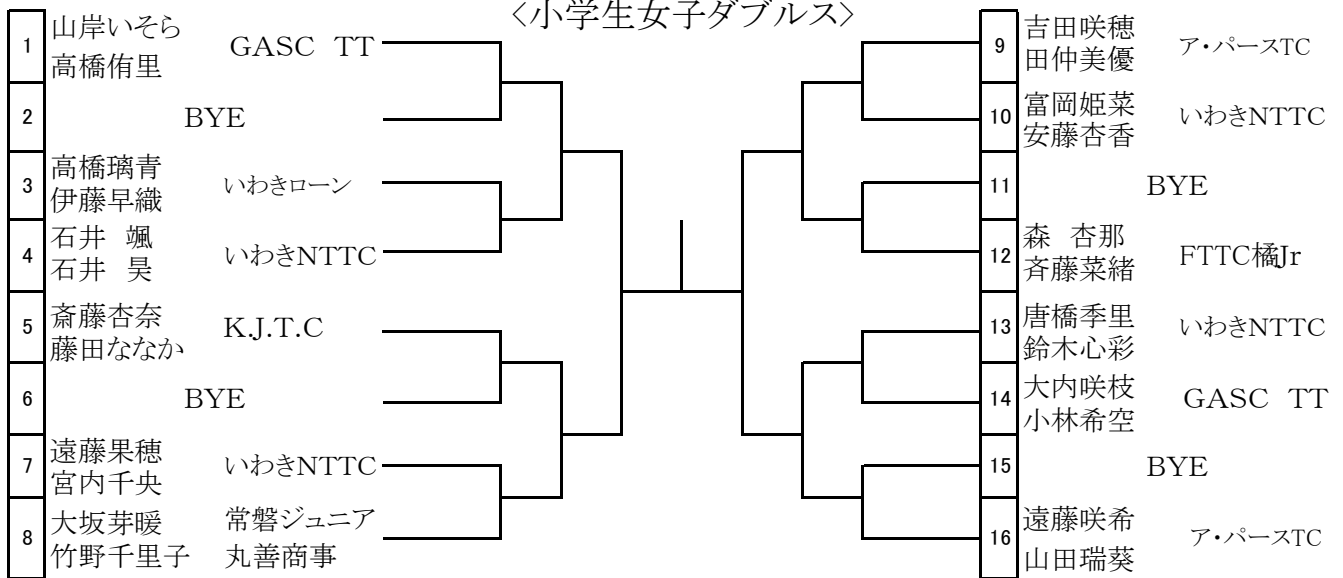 <小学生女子ダブルス>
1 山岸いそら
高橋侑里 GASC TT
2 BYE
3 高橋璃青
伊藤早織 いわきローン
4 石井 颯
石井 昊 いわきNTTC
5 斎藤杏奈
藤田ななか K.J.T.C
6 BYE
7 遠藤果穂
宮内千央 いわきNTTC
8 大坂芽暖 常磐ジュニア
竹野千里子 丸善商事
9 吉田咲穂
田仲美優 ア・パースTC
10 富岡姫菜
安藤杏香 いわきNTTC
11 BYE
12 森 杏那
斉藤菜緒 FTTC橘Jr
13 唐橋季里
鈴木心彩 いわきNTTC
14 大内咲枝
小林希空 GASC TT
15 BYE
16 遠藤咲希
山田瑞葵 ア・パースTC